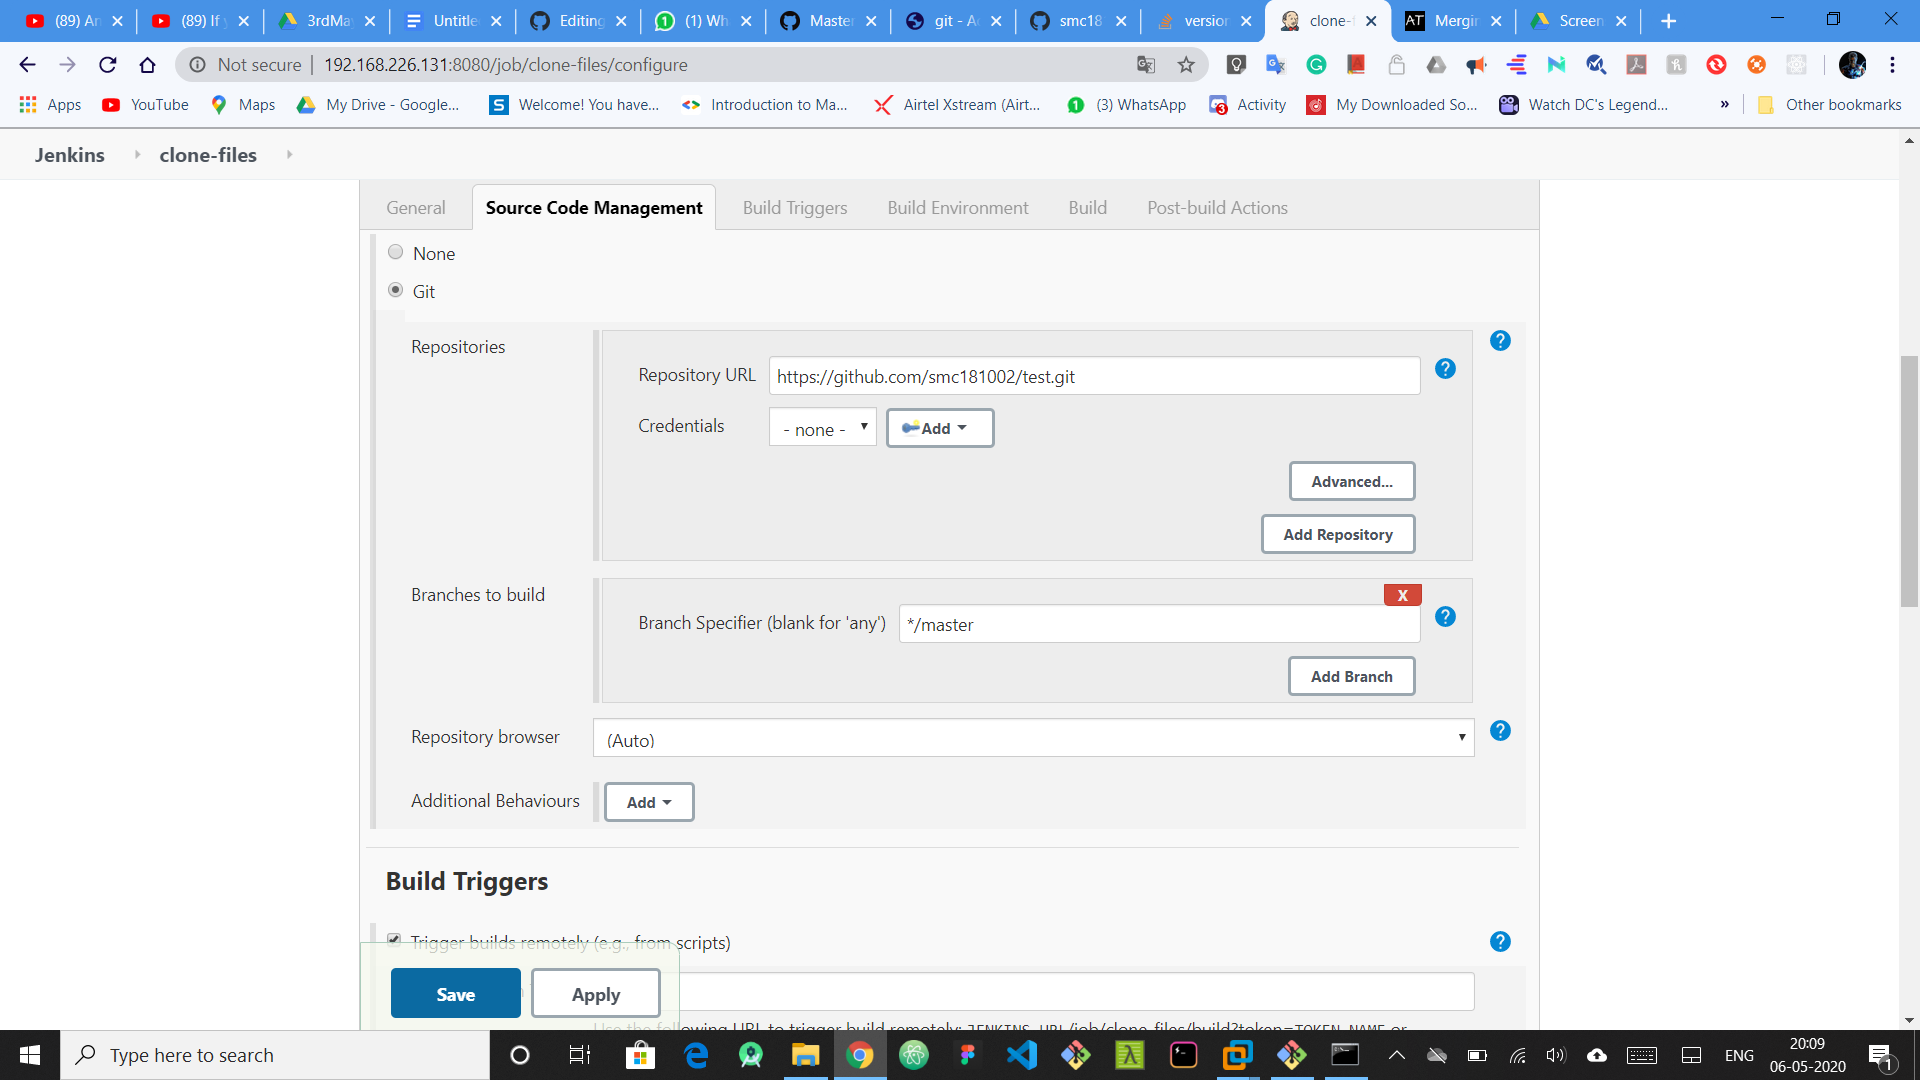 (89) An
(89) If y
3rdMay
Untitle
Editing
(1) Wh
Master
git - A
smc18
version
clone-f
Mergin
Screen
Not secure
192.168.226.131:8080/job/clone-files/configure
Apps
YouTube
Maps
My Drive - Google...
Welcome! You have...
Introduction to Ma...
Airtel Xstream (Airt...
(3) WhatsApp
Activity
My Downloaded So...
Watch DC's Legend...
»
Other bookmarks
Jenkins
clone-files
General
Source Code Management
Build Triggers
Build Environment
Build
Post-build Actions
None
Git
Repositories
Repository URL
https://github.com/smc181002/test.git
Credentials
- none -
Add
Advanced...
Add Repository
Branches to build
X
Branch Specifier (blank for 'any')
*/master
Add Branch
Repository browser
(Auto)
Additional Behaviours
Add
Build Triggers
Trigger builds remotely (e.g., from scripts)
Save
Apply
Use the following URL to trigger build remotely: JENKINS_URL/job/clone-files/build?token=TOKEN_NAME or
Type here to search
ENG
20:09
06-05-2020
1